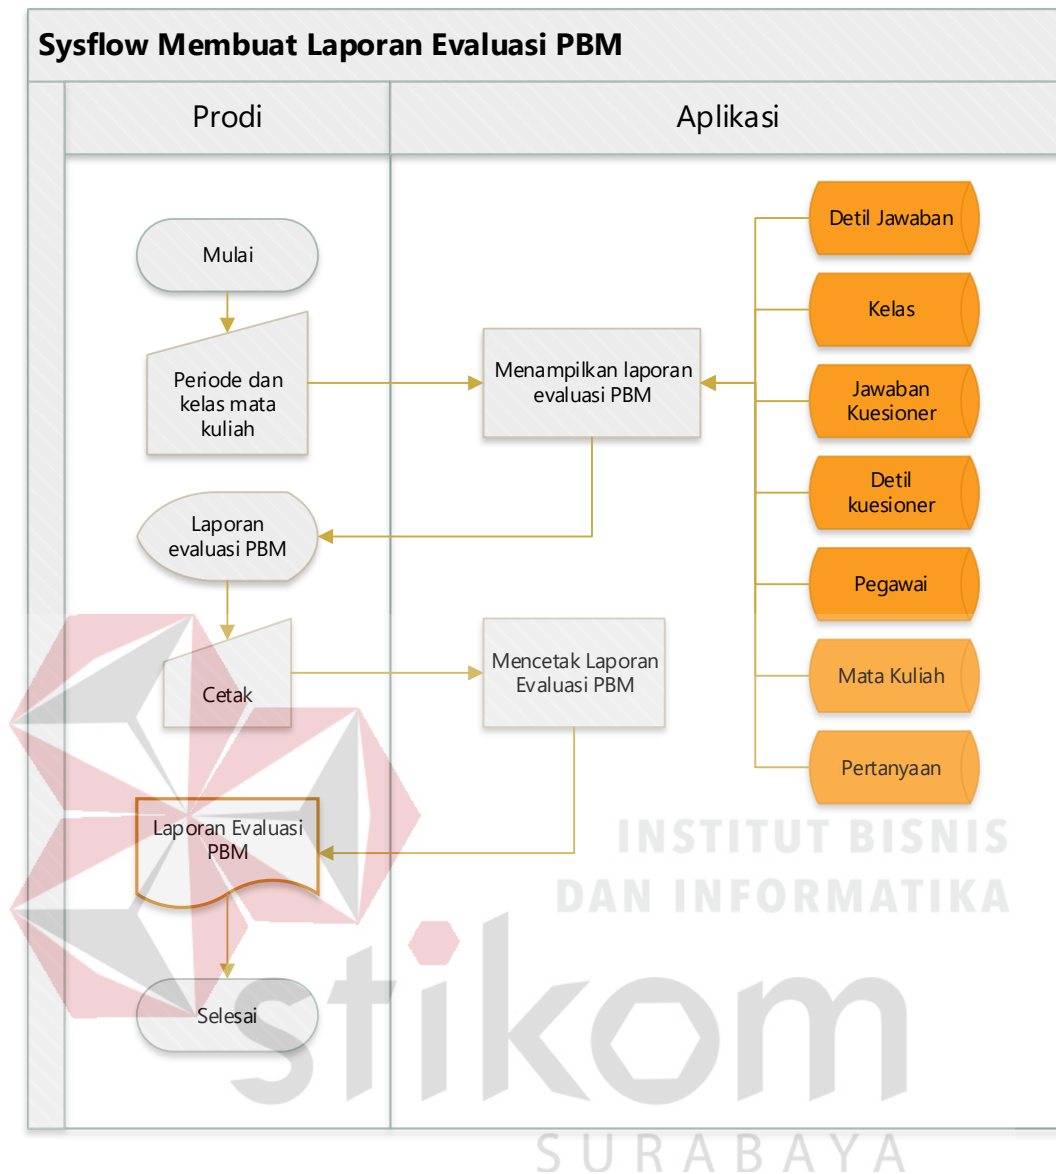 Sysflow Membuat Laporan Evaluasi PBM
Prodi
Aplikasi
Mulai
Periode dan
kelas mata
kuliah
Menampilkan laporan
evaluasi PBM
Detil Jawaban
Kelas
Jawaban
Kuesioner
Detil
kuesioner
Pegawai
Mata Kuliah
Pertanyaan
Laporan
evaluasi PBM
Cetak
Mencetak Laporan
Evaluasi PBM
Laporan Evaluasi
PBM
Selesai
INSTITUT BISNIS
DAN INFORMATIKA
stikom
SURABAYA